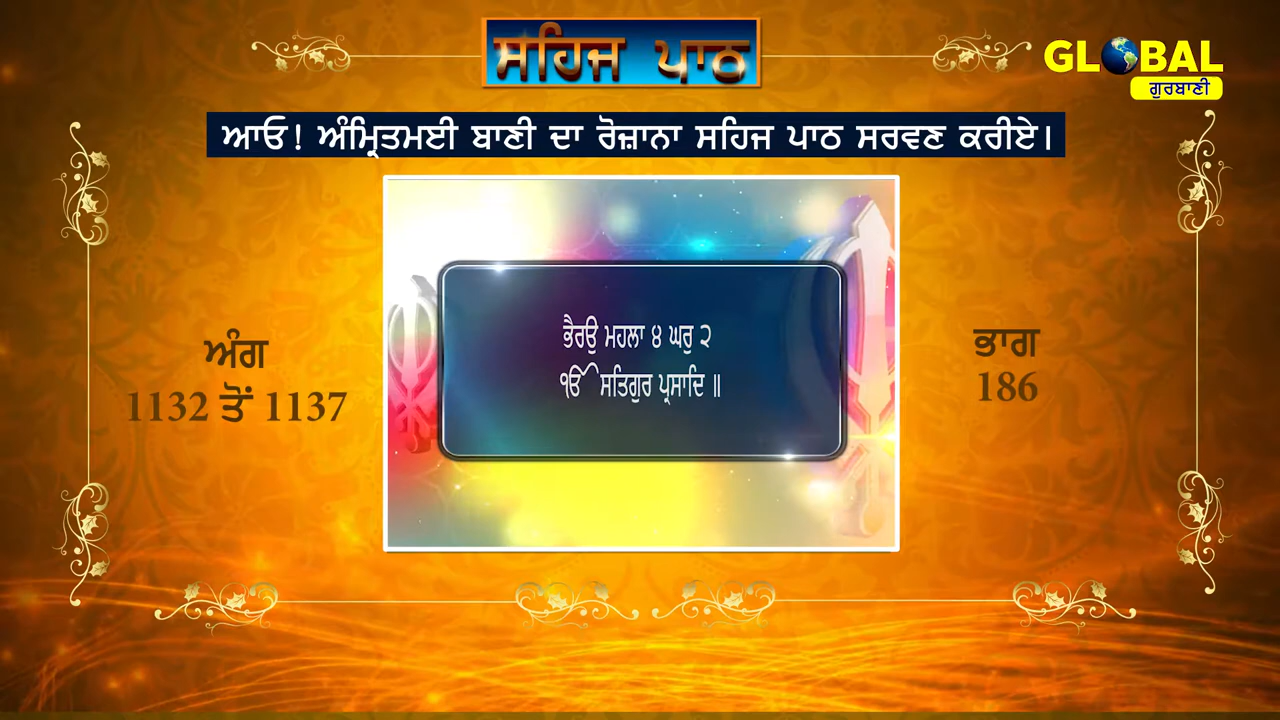 ਸਹਿਜ ਪਾਠ
GLOBAL
ਗੁਰਬਾਣੀ
ਆਓ! ਅੰਮ੍ਰਿਤਮਈ ਬਾਣੀ ਦਾ ਰੋਜ਼ਾਨਾ ਸਹਿਜ ਪਾਠ ਸਰਵਣ ਕਰੀਏ।
ਅੰਗ
1132 ਤੋਂ 1137
ਭੈਰਉ ਮਹਲਾ ੪ ਘਰੁ ੨
ੴ ਸਤਿਗੁਰ ਪ੍ਰਸਾਦਿ ॥
ਭਾਗ
186